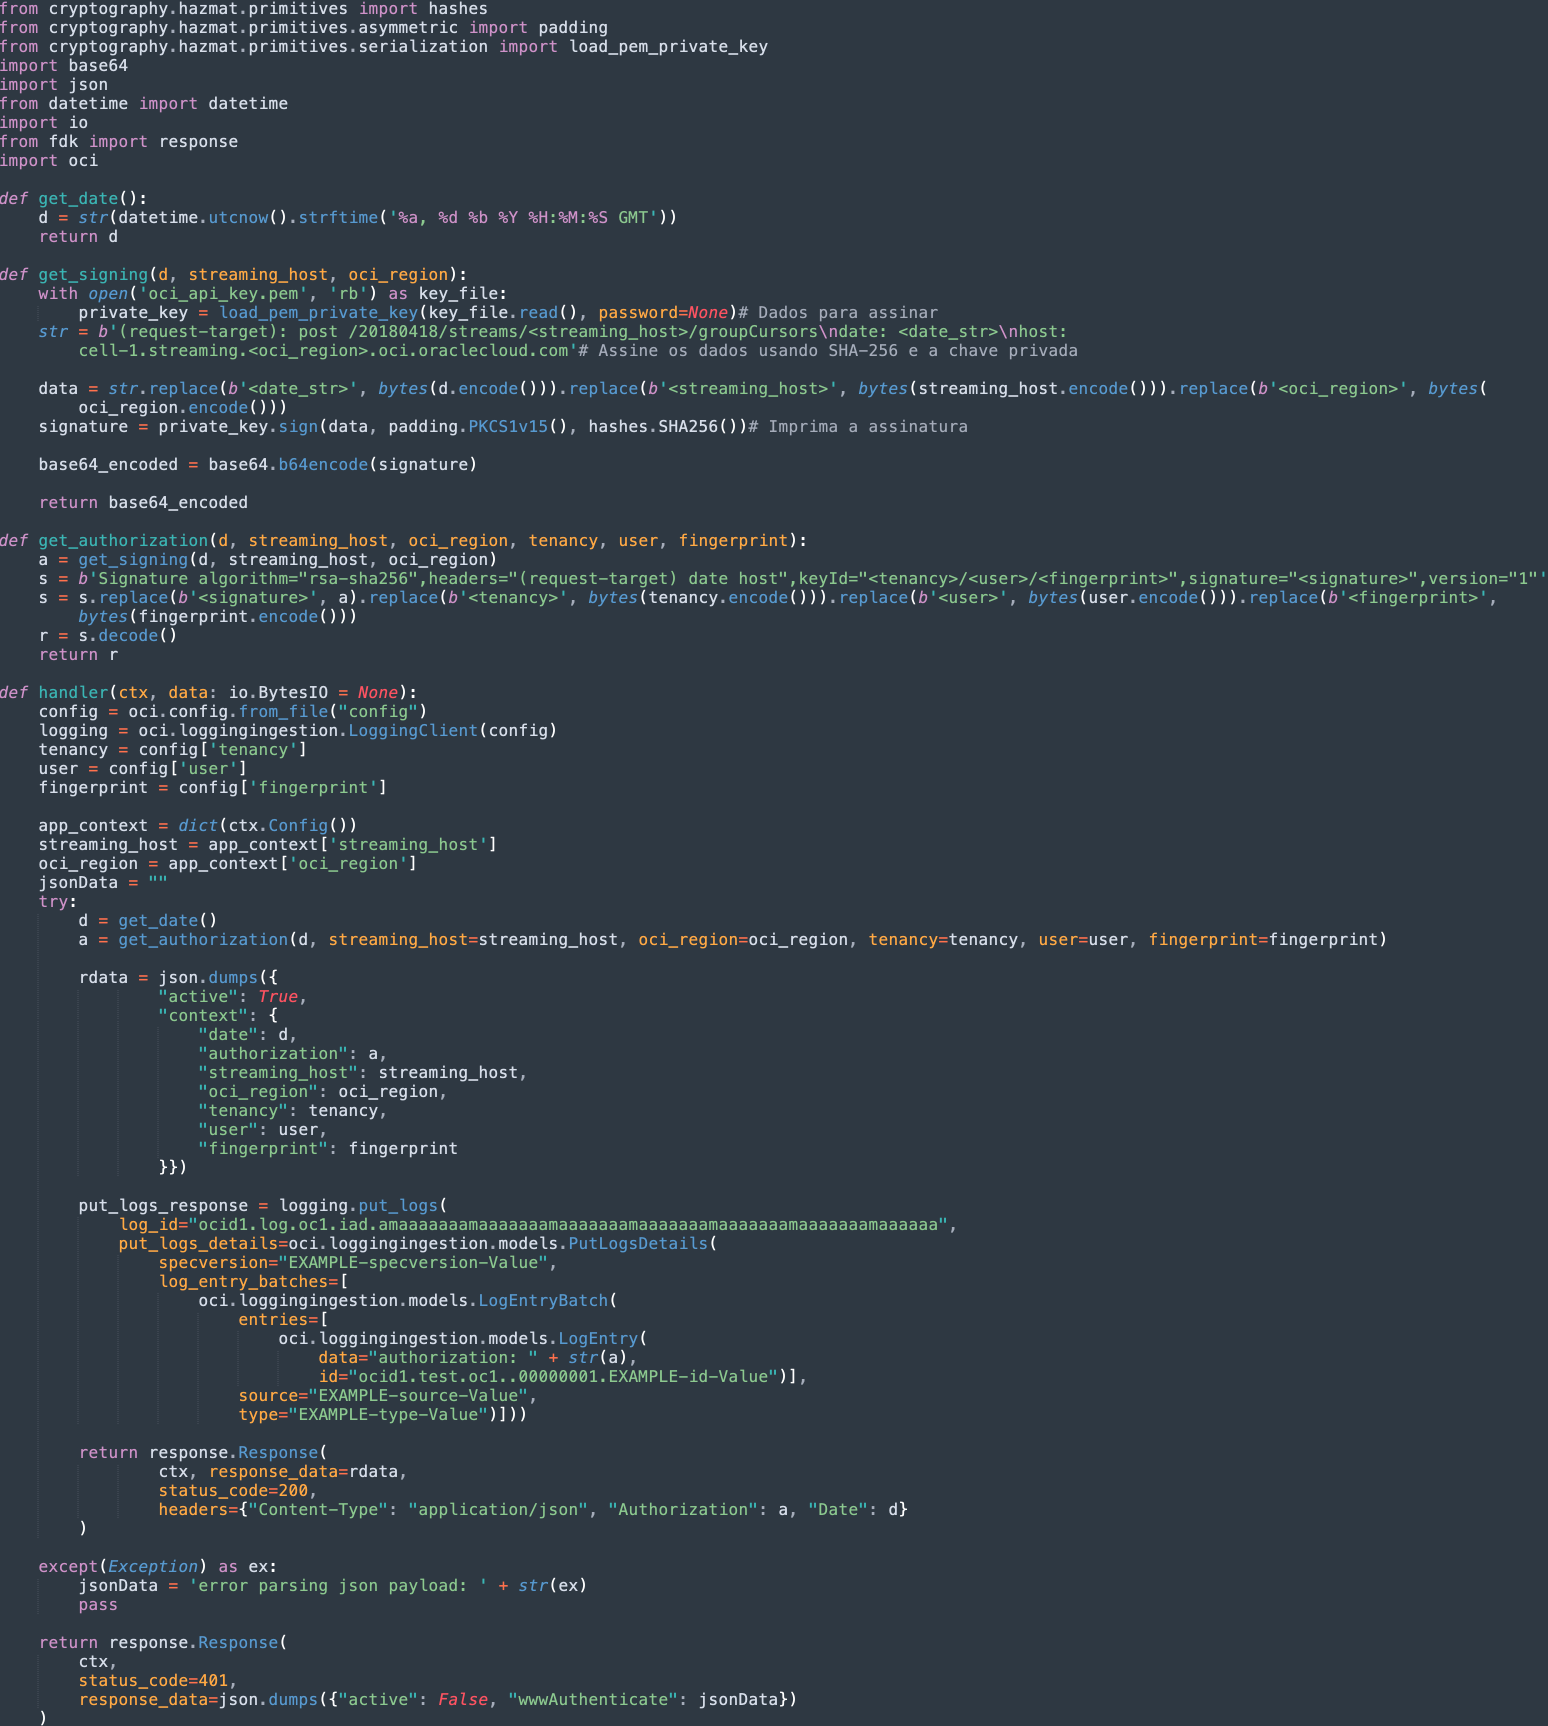 from cryptography.hazmat.primitives import hashes
from cryptography.hazmat.primitives.asymmetric import padding
from cryptography.hazmat.primitives.serialization import load_pem_private_key
import base64
import json
from datetime import datetime
import io
from fdk import response
import oci

def get_date():
    d = str(datetime.utcnow().strftime('%a, %d %b %Y %H:%M:%S GMT'))
    return d

def get_signing(d, streaming_host, oci_region):
    with open('oci_api_key.pem', 'rb') as key_file:
        private_key = load_pem_private_key(key_file.read(), password=None)# Dados para assinar
    str = b'(request-target): post /20180418/streams/<streaming_host>/groupCursors\ndate: <date_str>\nhost:
        cell-1.streaming.<oci_region>.oci.oraclecloud.com'# Assine os dados usando SHA-256 e a chave privada

    data = str.replace(b'<date_str>', bytes(d.encode())).replace(b'<streaming_host>', bytes(streaming_host.encode())).replace(b'<oci_region>', bytes(
        oci_region.encode()))
    signature = private_key.sign(data, padding.PKCS1v15(), hashes.SHA256())# Imprima a assinatura

    base64_encoded = base64.b64encode(signature)

    return base64_encoded

def get_authorization(d, streaming_host, oci_region, tenancy, user, fingerprint):
    a = get_signing(d, streaming_host, oci_region)
    s = b'Signature algorithm="rsa-sha256",headers="(request-target) date host",keyId="<tenancy>/<user>/<fingerprint>",signature="<signature>",version="1"'
    s = s.replace(b'<signature>', a).replace(b'<tenancy>', bytes(tenancy.encode())).replace(b'<user>', bytes(user.encode())).replace(b'<fingerprint>',
        bytes(fingerprint.encode()))
    r = s.decode()
    return r

def handler(ctx, data: io.BytesIO = None):
    config = oci.config.from_file("config")
    logging = oci.loggingingestion.LoggingClient(config)
    tenancy = config['tenancy']
    user = config['user']
    fingerprint = config['fingerprint']

    app_context = dict(ctx.Config())
    streaming_host = app_context['streaming_host']
    oci_region = app_context['oci_region']
    jsonData = ""
    try:
        d = get_date()
        a = get_authorization(d, streaming_host=streaming_host, oci_region=oci_region, tenancy=tenancy, user=user, fingerprint=fingerprint)

        rdata = json.dumps({
                "active": True,
                "context": {
                    "date": d,
                    "authorization": a,
                    "streaming_host": streaming_host,
                    "oci_region": oci_region,
                    "tenancy": tenancy,
                    "user": user,
                    "fingerprint": fingerprint
                }})

        put_logs_response = logging.put_logs(
            log_id="ocid1.log.oc1.iad.amaaaaaaamaaaaaaamaaaaaaamaaaaaaamaaaaaaamaaaaaaamaaaaaa",
            put_logs_details=oci.loggingingestion.models.PutLogsDetails(
                specversion="EXAMPLE-specversion-Value",
                log_entry_batches=[
                    oci.loggingingestion.models.LogEntryBatch(
                        entries=[
                            oci.loggingingestion.models.LogEntry(
                                data="authorization: " + str(a),
                                id="ocid1.test.oc1..00000001.EXAMPLE-id-Value")],
                        source="EXAMPLE-source-Value",
                        type="EXAMPLE-type-Value")]))

        return response.Response(
                ctx, response_data=rdata,
                status_code=200,
                headers={"Content-Type": "application/json", "Authorization": a, "Date": d}
        )

    except(Exception) as ex:
        jsonData = 'error parsing json payload: ' + str(ex)
        pass

    return response.Response(
        ctx,
        status_code=401,
        response_data=json.dumps({"active": False, "wwwAuthenticate": jsonData})
    )